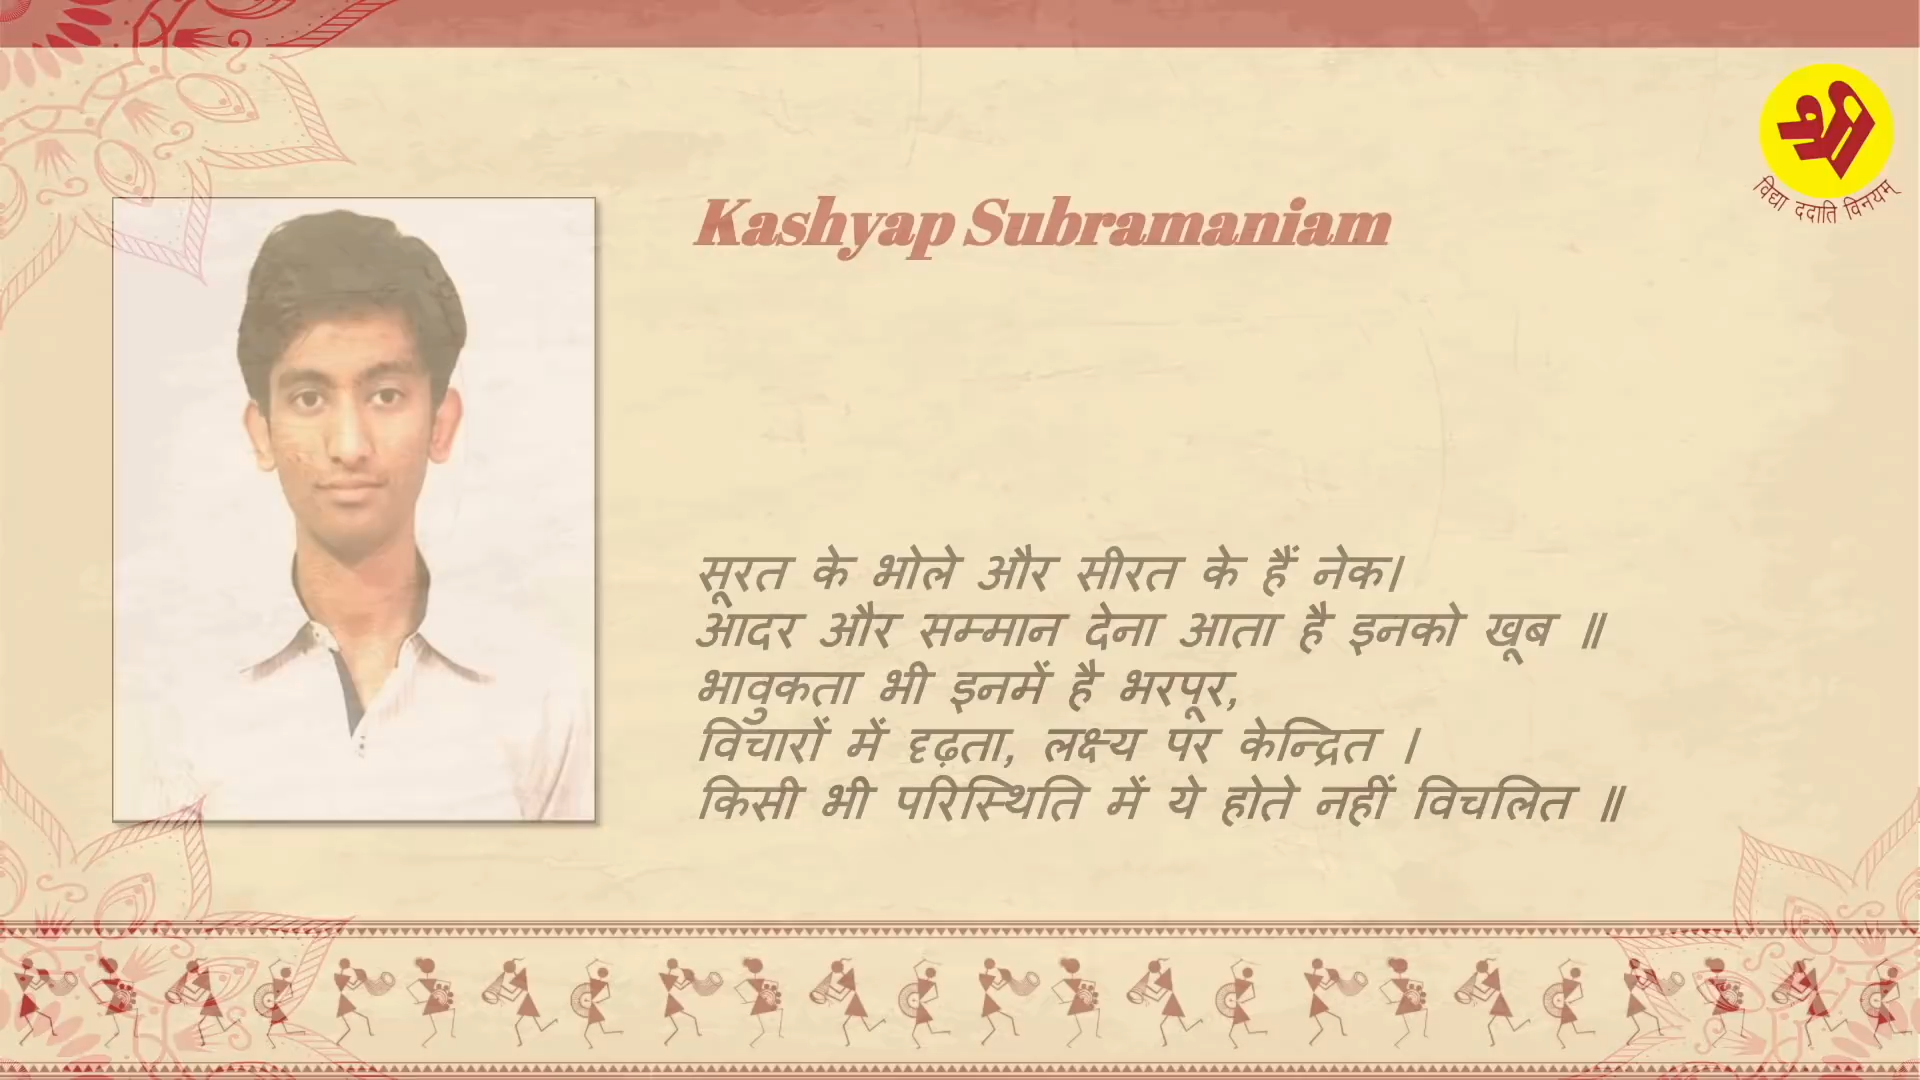 श्री
विद्या ददाति विनयम्
Kashyap Subramaniam
सूरत के भोले और सीरत के हैं नेक।
आदर और सम्मान देना आता है इनको खूब ॥
भावुकता भी इनमें है भरपूर,
विचारों में दृढ़ता, लक्ष्य पर केन्द्रित ।
किसी भी परिस्थिति में ये होते नहीं विचलित ॥